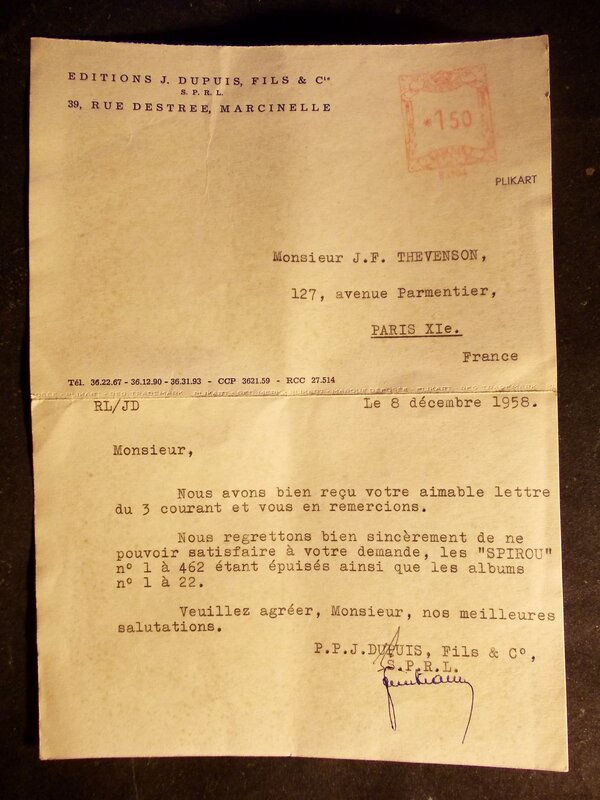 EDITIONS J. DUPUIS, FILS & Cie
S. P. R. L.
39, RUE DESTREE, MARCINELLE
*150
PLIKART
Monsieur J.F. THEVENSON,
127, avenue Parmentier,
PARIS XIe.
France
Tél. 36.22.67 - 36.12.90 - 36.31.93 - CCP 3621.59 - RCC 27.514
RL/JD
Le 8 décembre 1958.
Monsieur,
Nous avons bien reçu votre aimable lettre
du 3 courant et vous en remercions.
Nous regrettons bien sincèrement de ne
pouvoir satisfaire à votre demande, les "SPIROU"
n° 1 à 462 étant épuisés ainsi que les albums
n° 1 à 22.
Veuillez agréer, Monsieur, nos meilleures
salutations.
P.P.J.DUPUIS, Fils & C°,
S.P.R.L.